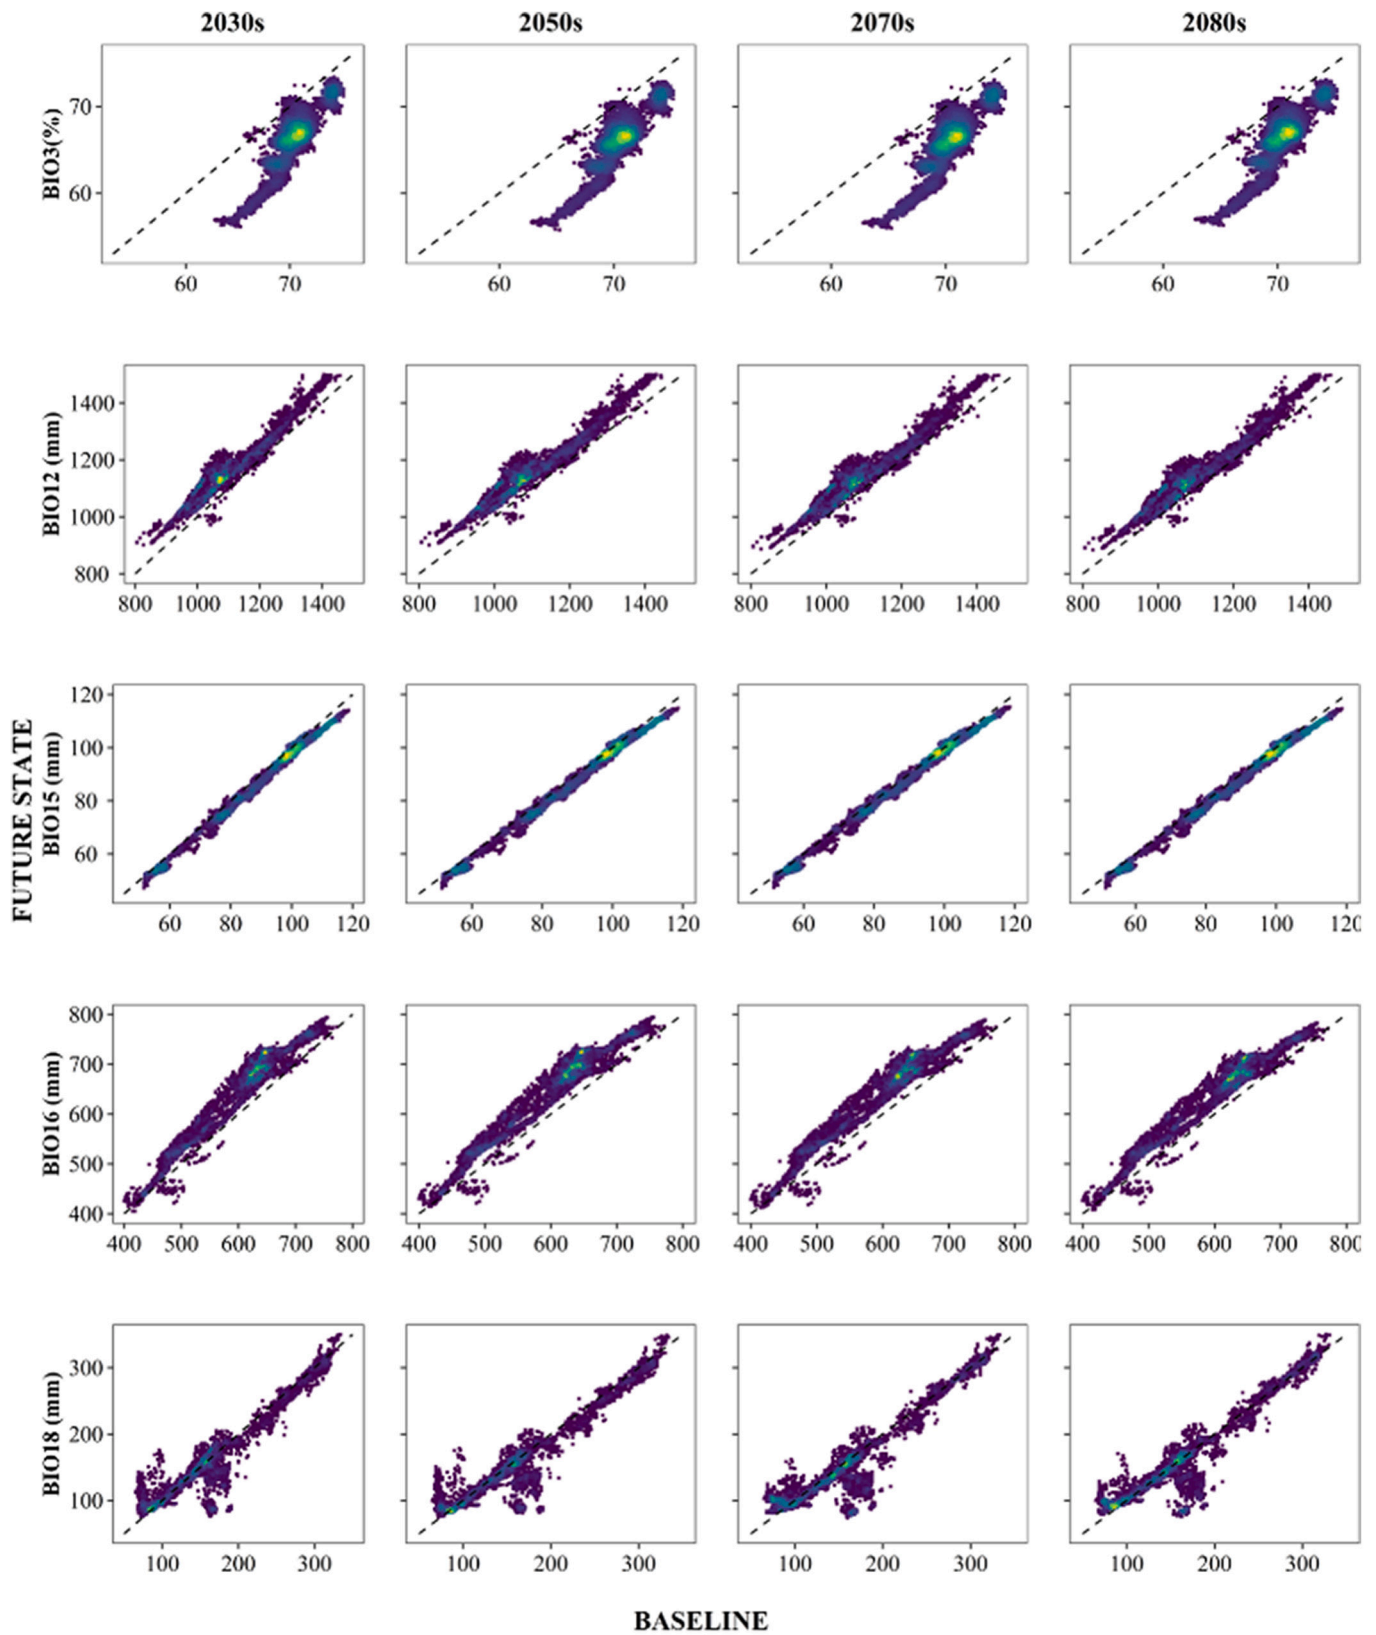 2030s 2050s 2070s 2080s
BIO3(%)
70
60
60 70 60 70 60 70 60 70
BIO12 (mm)
1400
1200
1000
800
800 1000 1200 1400 800 1000 1200 1400 800 1000 1200 1400 800 1000 1200 1400
FUTURE STATE
BIO15 (mm)
120
100
80
60
60 80 100 120 60 80 100 120 60 80 100 120 60 80 100 120
BIO16 (mm)
800
700
600
500
400
400 500 600 700 800 400 500 600 700 800 400 500 600 700 800 400 500 600 700 800
BIO18 (mm)
300
200
100
100 200 300 100 200 300 100 200 300 100 200 300
BASELINE